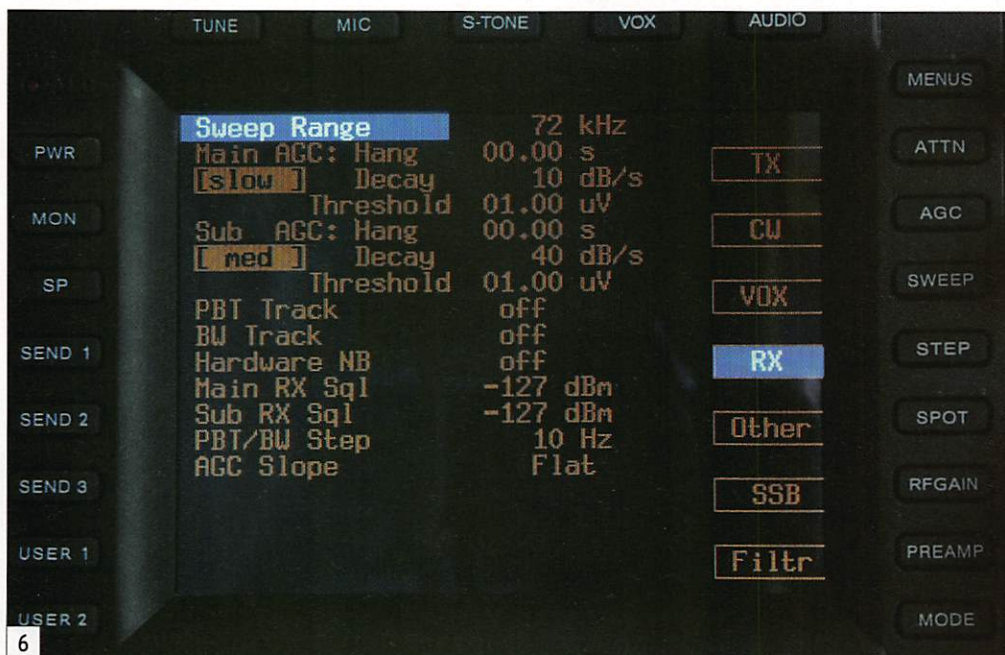 TUNE MIC S-TONE VOX AUDIO
MENUS
Sweep Range 72 kHz
PWR Main AGC: Hang 00.00 s TX ATTN
[slow ] Decay 10 dB/s
Threshold 01.00 uV
MON Sub AGC: Hang 00.00 s CW AGC
[ med ] Decay 40 dB/s
SP Threshold 01.00 uV VOX SWEEP
PBT Track off
BW Track off
SEND 1 Hardware NB off RX STEP
Main RX Sql -127 dBm
SEND 2 Sub RX Sql -127 dBm Other SPOT
PBT/BW Step 10 Hz
AGC Slope Flat
SEND 3 SSB RFGAIN
USER 1 Filtr PREAMP
USER 2 MODE
6